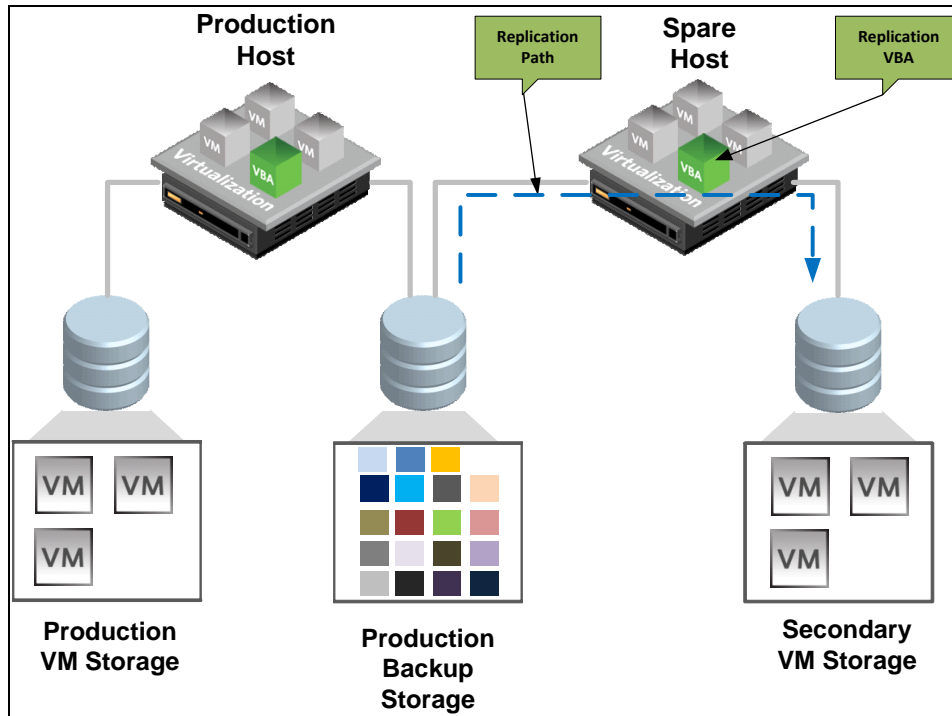 Production
Host
Replication
Path
Spare
Host
Replication
VBA
VM
VM
VM
VBA
Virtualization
VM
VM
VM
VBA
Virtualization
VM
VM
VM
VM
VM
VM
Production
VM Storage
Production
Backup
Storage
Secondary
VM Storage